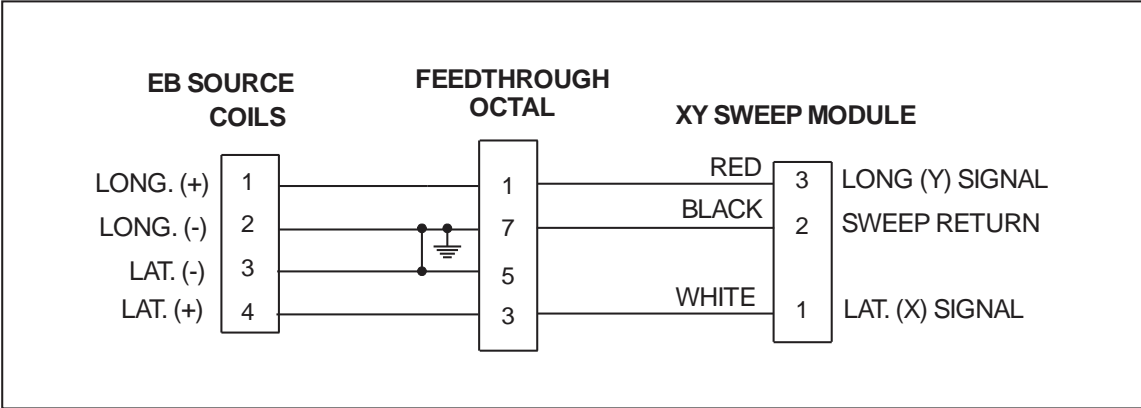 EB SOURCE
COILS
FEEDTHROUGH
OCTAL
XY SWEEP MODULE
LONG. (+) 1 1 RED 3 LONG (Y) SIGNAL
LONG. (-) 2 7 BLACK 2 SWEEP RETURN
LAT. (-) 3 5
LAT. (+) 4 3 WHITE 1 LAT. (X) SIGNAL